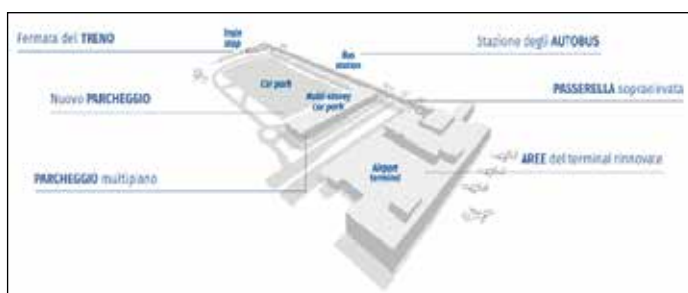 Fermata del TRENO
Train
stop
Stazione degli AUTOBUS
Bus
station
Car park
Multi-storey
car park
PASSERELLA sopraelevata
Nuovo PARCHEGGIO
AREE del terminal rinnovate
Airport
terminal
PARCHEGGIO multipiano